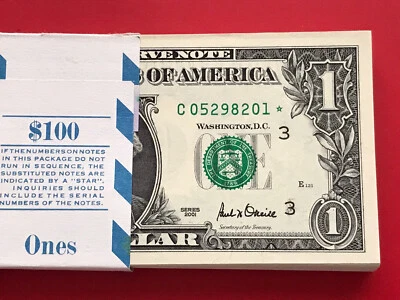 $100
IF THE NUMBERS ON NOTES
IN THIS PACKAGE DO NOT
RUN IN SEQUENCE, THE
SUBSTITUTED NOTES ARE
INDICATED BY A "STAR",
INQUIRIES SHOULD
INCLUDE THE SERIAL
NUMBERS OF THE NOTES.
Ones
RVE NOTE
OF AMERICA
1
C 05298201 *
WASHINGTON, D.C.
3
ONE
SERIES
2001
Paul H. O'Neill
Secretary of the Treasury.
3
1
LLAR